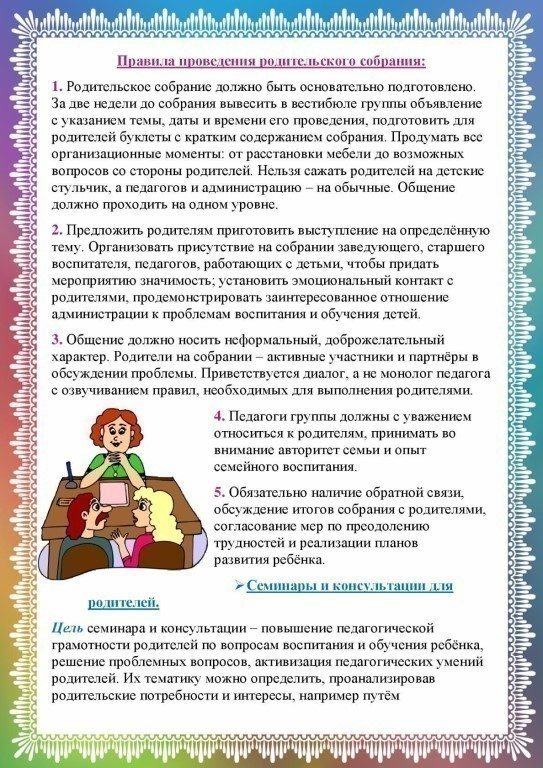 Правила проведения родительского собрания:
1. Родительское собрание должно быть основательно подготовлено.
За две недели до собрания вывесить в вестибюле группы объявление
с указанием темы, даты и времени его проведения, подготовить для
родителей буклеты с кратким содержанием собрания. Продумать все
организационные моменты: от расстановки мебели до возможных
вопросов со стороны родителей. Нельзя сажать родителей на детские
стульчик, а педагогов и администрацию – на обычные. Общение
должно проходить на одном уровне.
2. Предложить родителям приготовить выступление на определённую
тему. Организовать присутствие на собрании заведующего, старшего
воспитателя, педагогов, работающих с детьми, чтобы придать
мероприятию значимость; установить эмоциональный контакт с
родителями, продемонстрировать заинтересованное отношение
администрации к проблемам воспитания и обучения детей.
3. Общение должно носить неформальный, доброжелательный
характер. Родители на собрании – активные участники и партнёры в
обсуждении проблемы. Приветствуется диалог, а не монолог педагога
с озвучиванием правил, необходимых для выполнения родителями.
4. Педагоги группы должны с уважением
относиться к родителям, принимать во
внимание авторитет семьи и опыт
семейного воспитания.
5. Обязательно наличие обратной связи,
обсуждение итогов собрания с родителями,
согласование мер по преодолению
трудностей и реализации планов
развития ребёнка.
➢ Семинары и консультации для
родителей.
Цель семинара и консультации – повышение педагогической
грамотности родителей по вопросам воспитания и обучения ребёнка,
решение проблемных вопросов, активизация педагогических умений
родителей. Их тематику можно определить, проанализировав
родительские потребности и интересы, например путём